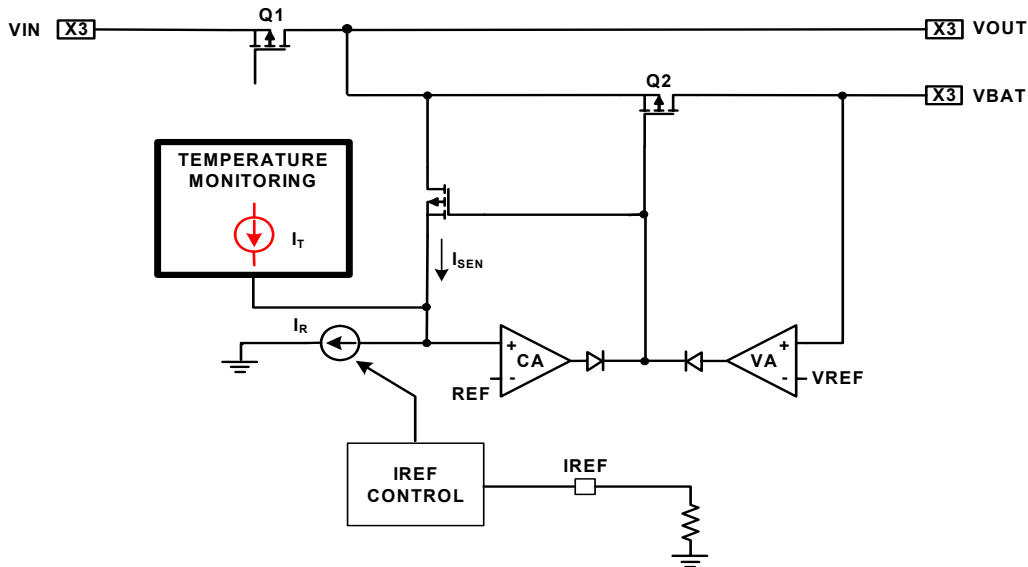 Q1
VIN X3
X3 VOUT
Q2
X3 VBAT
TEMPERATURE
MONITORING
IT
ISEN
IR
+
CA
-
REF
+
VA
-
VREF
IREF
CONTROL
IREF